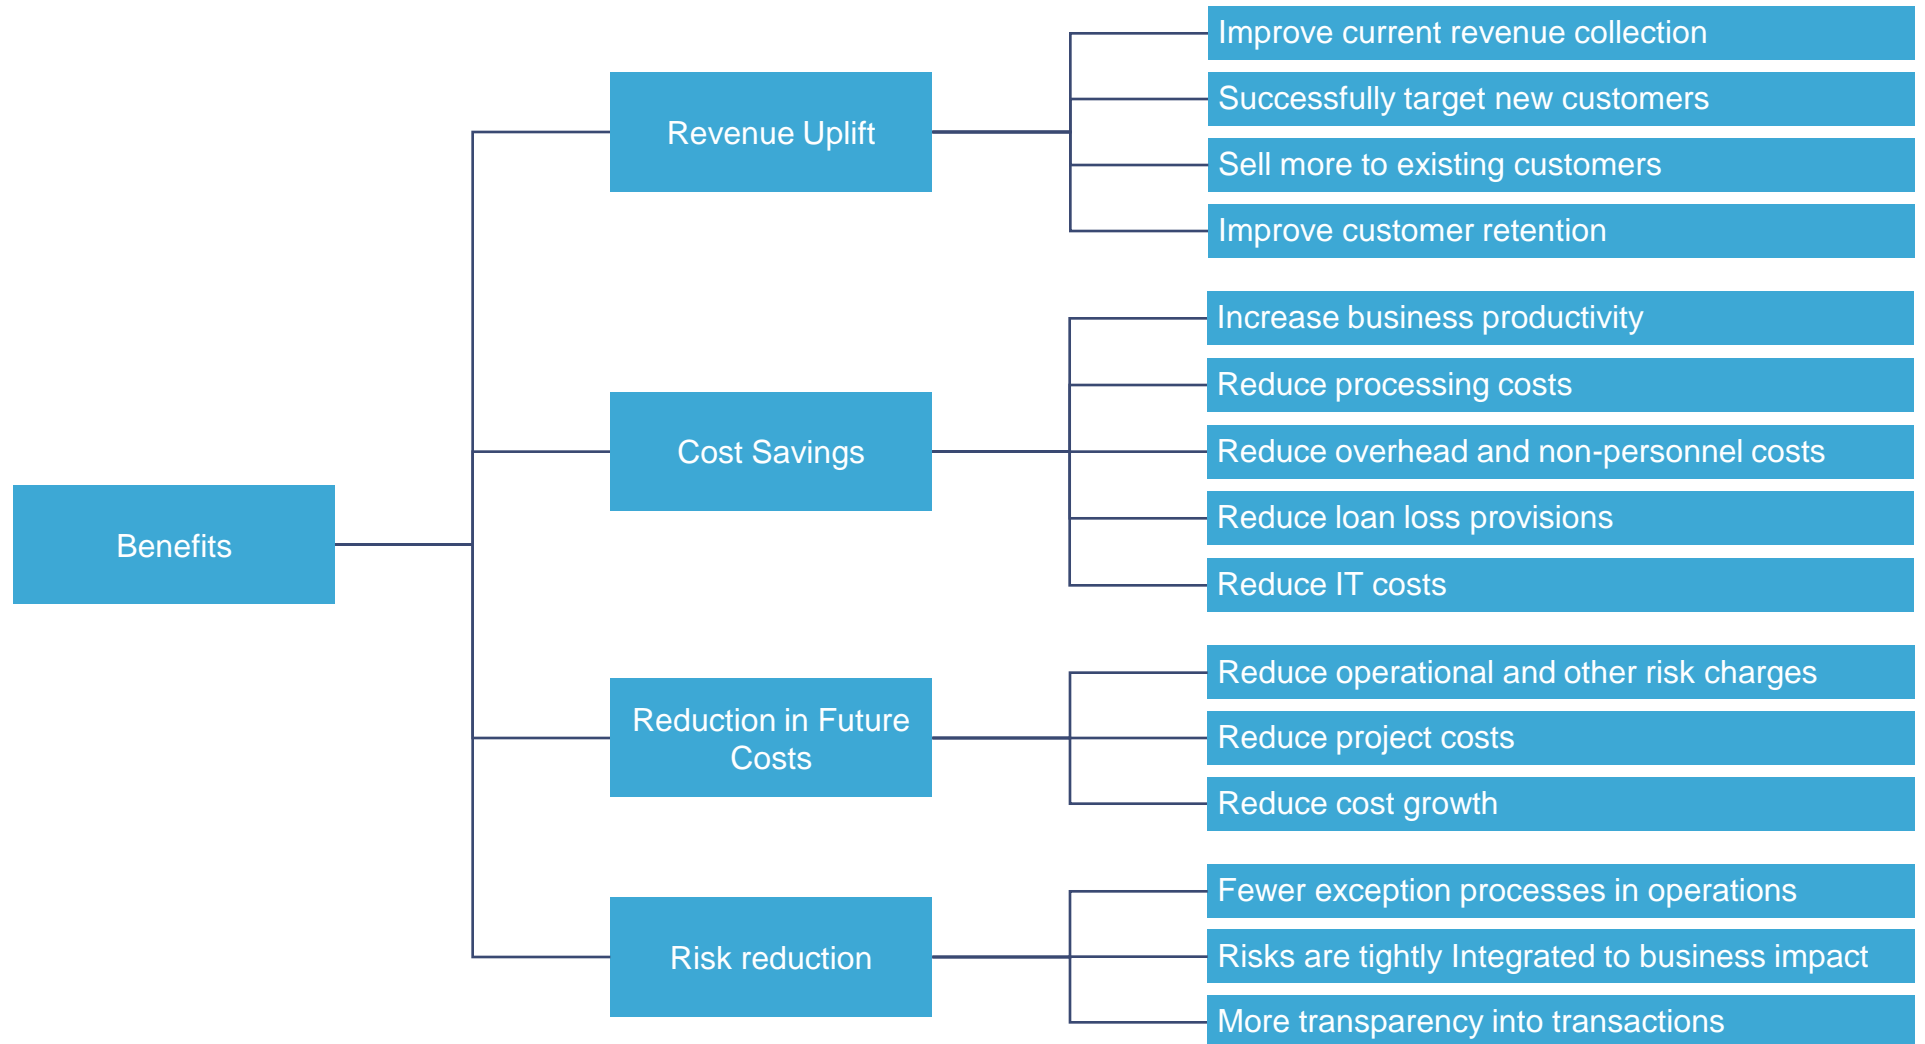 Benefits
Revenue Uplift
Improve current revenue collection
Successfully target new customers
Sell more to existing customers
Improve customer retention
Cost Savings
Increase business productivity
Reduce processing costs
Reduce overhead and non-personnel costs
Reduce loan loss provisions
Reduce IT costs
Reduction in Future
Costs
Reduce operational and other risk charges
Reduce project costs
Reduce cost growth
Risk reduction
Fewer exception processes in operations
Risks are tightly Integrated to business impact
More transparency into transactions